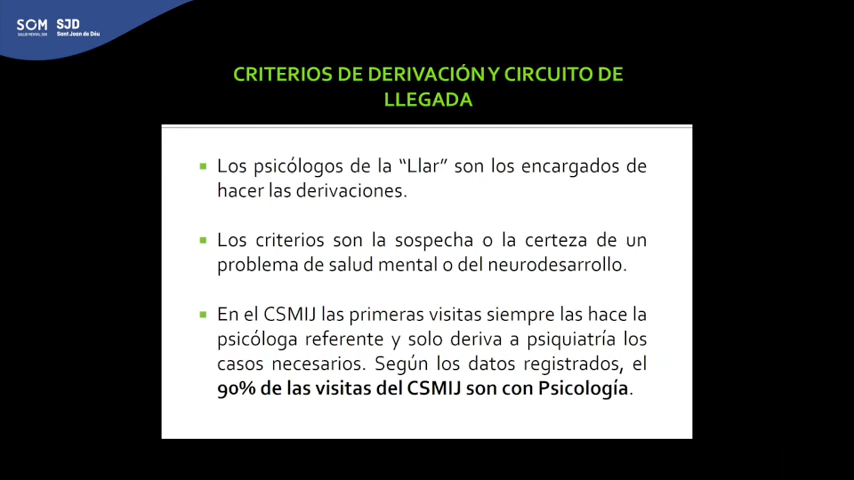 SOM
SALUD MENTAL 360
SJD
Sant Joan de Déu
CRITERIOS DE DERIVACIÓN Y CIRCUITO DE
LLEGADA
Los psicólogos de la “Llar” son los encargados de
hacer las derivaciones.
Los criterios son la sospecha o la certeza de un
problema de salud mental o del neurodesarrollo.
En el CSMIJ las primeras visitas siempre las hace la
psicóloga referente y solo deriva a psiquiatría los
casos necesarios. Según los datos registrados, el
90% de las visitas del CSMIJ son con Psicología.